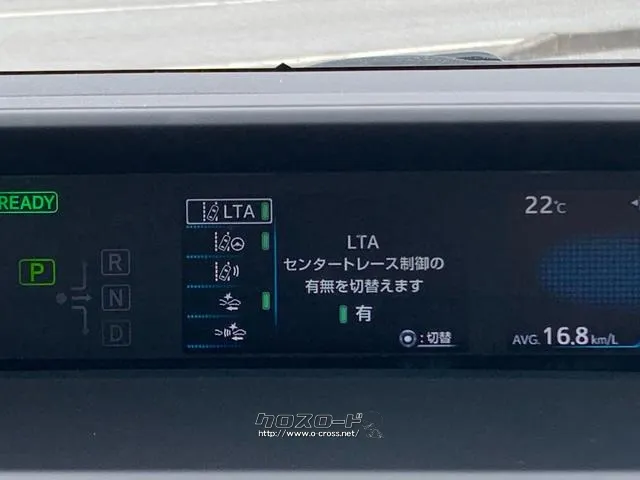 READY
P
R
N
D
LTA
LTA
センタートレース制御の
有無を切替えます
有
:切替
22℃
AVG. 16.8 km/L
クロスロード
http://www.o-cross.net/